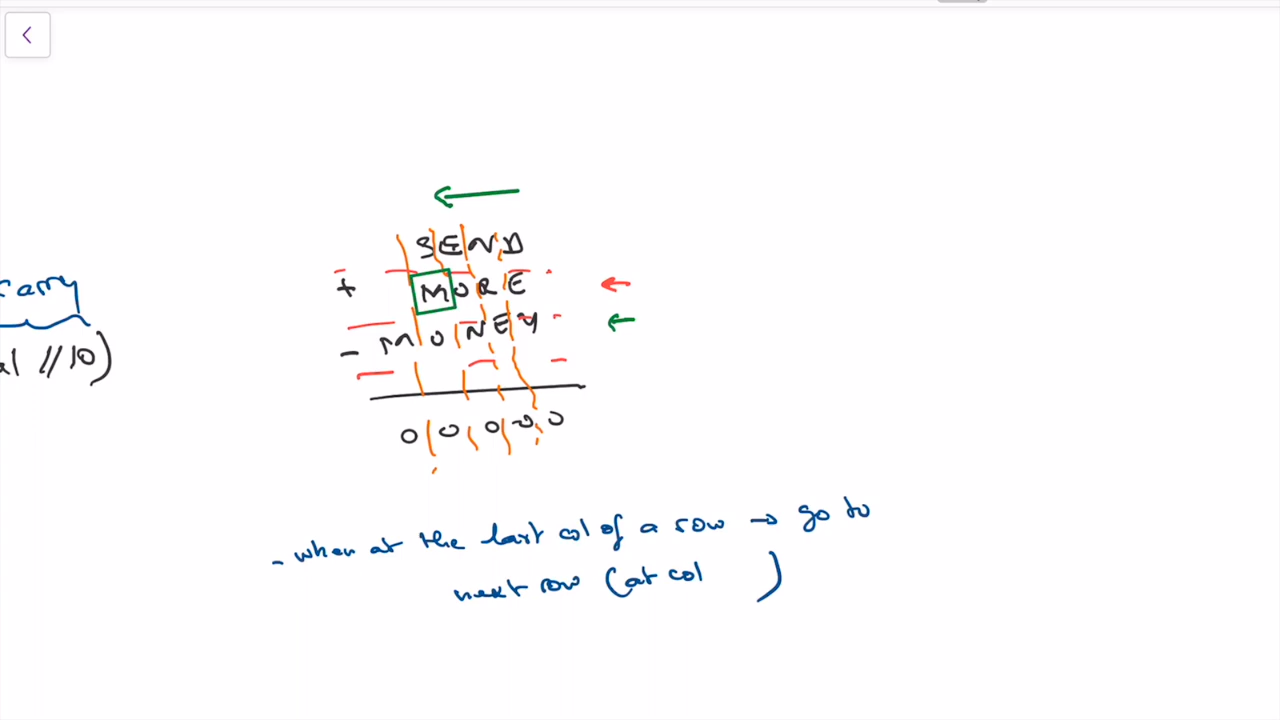 SEND
carry
+ MORE
- MONEY
//10)
0 0 0 0 0
- when at the last col of a row → go to
next row (at col )